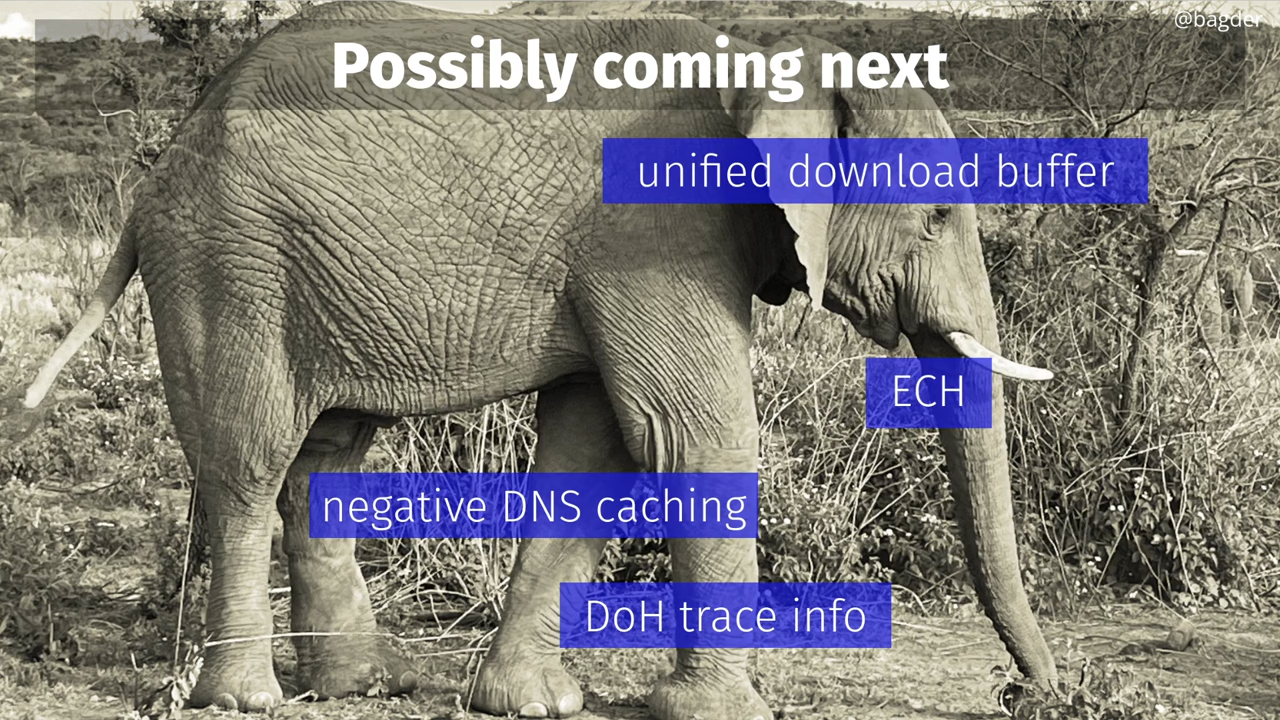 @bagder
Possibly coming next
unified download buffer
ECH
negative DNS caching
DoH trace info